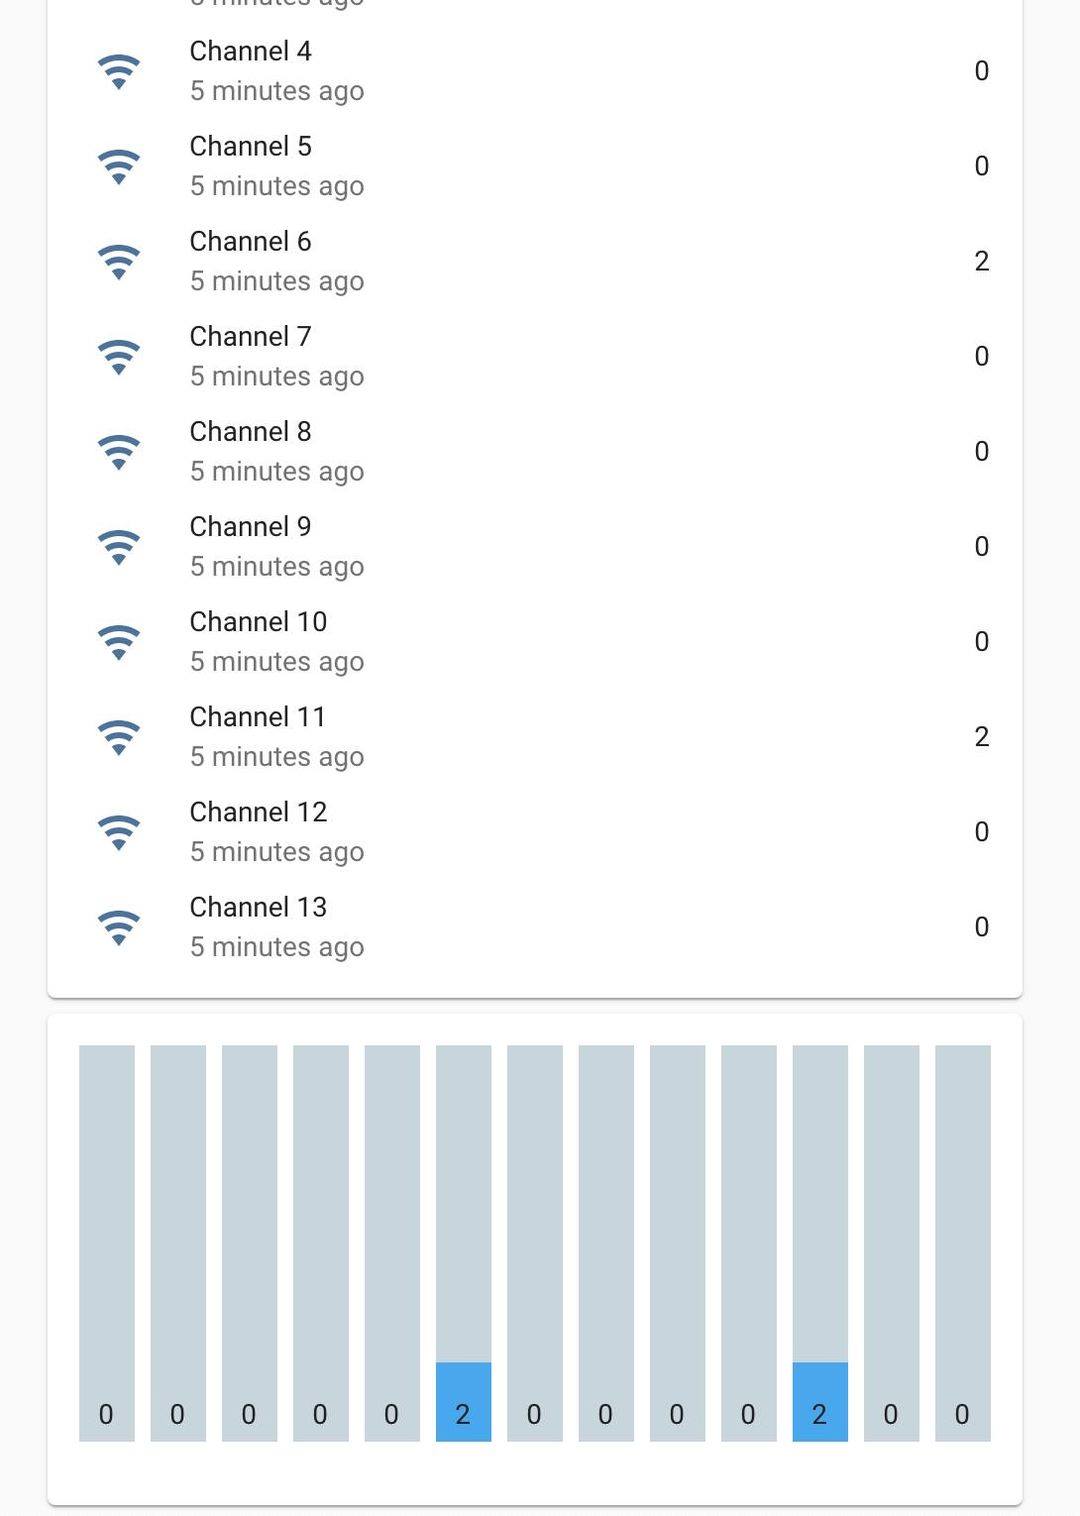 minutes ago
Channel 4
5 minutes ago
0
Channel 5
5 minutes ago
0
Channel 6
5 minutes ago
2
Channel 7
5 minutes ago
0
Channel 8
5 minutes ago
0
Channel 9
5 minutes ago
0
Channel 10
5 minutes ago
0
Channel 11
5 minutes ago
2
Channel 12
5 minutes ago
0
Channel 13
5 minutes ago
0
0 0 0 0 0 2 0 0 0 0 2 0 0